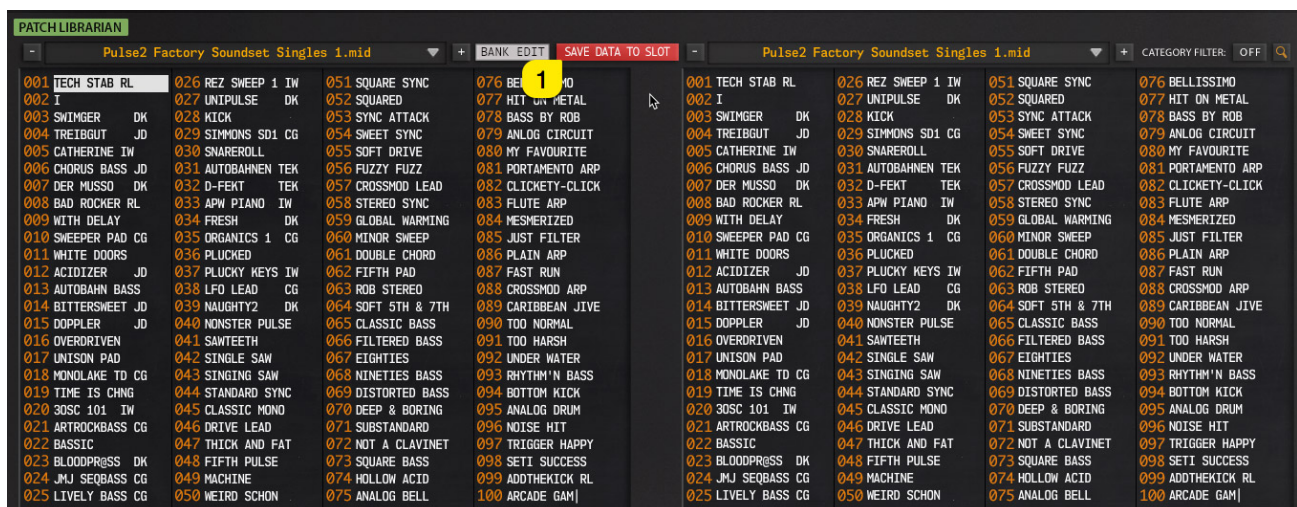 PATCH LIBRARIAN
- Pulse2 Factory Soundset Singles 1.mid + BANK EDIT SAVE DATA TO SLOT - Pulse2 Factory Soundset Singles 1.mid + CATEGORY FILTER: OFF
1
001 TECH STAB RL 026 REZ SWEEP 1 IW 051 SQUARE SYNC 076 BE MO 001 TECH STAB RL 026 REZ SWEEP 1 IW 051 SQUARE SYNC 076 BELLISSIMO
002 I 027 UNIPULSE DK 052 SQUARED 077 HIT ON METAL 002 I 027 UNIPULSE DK 052 SQUARED 077 HIT ON METAL
003 SWIMGER DK 028 KICK 053 SYNC ATTACK 078 BASS BY ROB 003 SWIMGER DK 028 KICK 053 SYNC ATTACK 078 BASS BY ROB
004 TREIBGUT JD 029 SIMMONS SD1 CG 054 SWEET SYNC 079 ANLOG CIRCUIT 004 TREIBGUT JD 029 SIMMONS SD1 CG 054 SWEET SYNC 079 ANLOG CIRCUIT
005 CATHERINE IW 030 SNAREROLL 055 SOFT DRIVE 080 MY FAVOURITE 005 CATHERINE IW 030 SNAREROLL 055 SOFT DRIVE 080 MY FAVOURITE
006 CHORUS BASS JD 031 AUTOBAHNEN TEK 056 FUZZY FUZZ 081 PORTAMENTO ARP 006 CHORUS BASS JD 031 AUTOBAHNEN TEK 056 FUZZY FUZZ 081 PORTAMENTO ARP
007 DER MUSSO DK 032 D-FEKT TEK 057 CROSSMOD LEAD 082 CLICKETY-CLICK 007 DER MUSSO DK 032 D-FEKT TEK 057 CROSSMOD LEAD 082 CLICKETY-CLICK
008 BAD ROCKER RL 033 APW PIANO IW 058 STEREO SYNC 083 FLUTE ARP 008 BAD ROCKER RL 033 APW PIANO IW 058 STEREO SYNC 083 FLUTE ARP
009 WITH DELAY 034 FRESH DK 059 GLOBAL WARMING 084 MESMERIZED 009 WITH DELAY 034 FRESH DK 059 GLOBAL WARMING 084 MESMERIZED
010 SWEEPER PAD CG 035 ORGANICS 1 CG 060 MINOR SWEEP 085 JUST FILTER 010 SWEEPER PAD CG 035 ORGANICS 1 CG 060 MINOR SWEEP 085 JUST FILTER
011 WHITE DOORS 036 PLUCKED 061 DOUBLE CHORD 086 PLAIN ARP 011 WHITE DOORS 036 PLUCKED 061 DOUBLE CHORD 086 PLAIN ARP
012 ACIDIZER JD 037 PLUCKY KEYS IW 062 FIFTH PAD 087 FAST RUN 012 ACIDIZER JD 037 PLUCKY KEYS IW 062 FIFTH PAD 087 FAST RUN
013 AUTOBAHN BASS 038 LFO LEAD CG 063 ROB STEREO 088 CROSSMOD ARP 013 AUTOBAHN BASS 038 LFO LEAD CG 063 ROB STEREO 088 CROSSMOD ARP
014 BITTERSWEET JD 039 NAUGHTY2 DK 064 SOFT 5TH & 7TH 089 CARIBBEAN JIVE 014 BITTERSWEET JD 039 NAUGHTY2 DK 064 SOFT 5TH & 7TH 089 CARIBBEAN JIVE
015 DOPPLER JD 040 NONSTER PULSE 065 CLASSIC BASS 090 TOO NORMAL 015 DOPPLER JD 040 NONSTER PULSE 065 CLASSIC BASS 090 TOO NORMAL
016 OVERDRIVEN 041 SAWTEETH 066 FILTERED BASS 091 TOO HARSH 016 OVERDRIVEN 041 SAWTEETH 066 FILTERED BASS 091 TOO HARSH
017 UNISON PAD 042 SINGLE SAW 067 EIGHTIES 092 UNDER WATER 017 UNISON PAD 042 SINGLE SAW 067 EIGHTIES 092 UNDER WATER
018 MONOLAKE TD CG 043 SINGING SAW 068 NINETIES BASS 093 RHYTHM'N BASS 018 MONOLAKE TD CG 043 SINGING SAW 068 NINETIES BASS 093 RHYTHM'N BASS
019 TIME IS CHNG 044 STANDARD SYNC 069 DISTORTED BASS 094 BOTTOM KICK 019 TIME IS CHNG 044 STANDARD SYNC 069 DISTORTED BASS 094 BOTTOM KICK
020 3OSC 101 IW 045 CLASSIC MONO 070 DEEP & BORING 095 ANALOG DRUM 020 3OSC 101 IW 045 CLASSIC MONO 070 DEEP & BORING 095 ANALOG DRUM
021 ARTROCKBASS CG 046 DRIVE LEAD 071 SUBSTANDARD 096 NOISE HIT 021 ARTROCKBASS CG 046 DRIVE LEAD 071 SUBSTANDARD 096 NOISE HIT
022 BASSIC 047 THICK AND FAT 072 NOT A CLAVINET 097 TRIGGER HAPPY 022 BASSIC 047 THICK AND FAT 072 NOT A CLAVINET 097 TRIGGER HAPPY
023 BLOODPR@SS DK 048 FIFTH PULSE 073 SQUARE BASS 098 SETI SUCCESS 023 BLOODPR@SS DK 048 FIFTH PULSE 073 SQUARE BASS 098 SETI SUCCESS
024 JMJ SEQBASS CG 049 MACHINE 074 HOLLOW ACID 099 ADDTHEKICK RL 024 JMJ SEQBASS CG 049 MACHINE 074 HOLLOW ACID 099 ADDTHEKICK RL
025 LIVELY BASS CG 050 WEIRD SCHON 075 ANALOG BELL 100 ARCADE GAM| 025 LIVELY BASS CG 050 WEIRD SCHON 075 ANALOG BELL 100 ARCADE GAM|